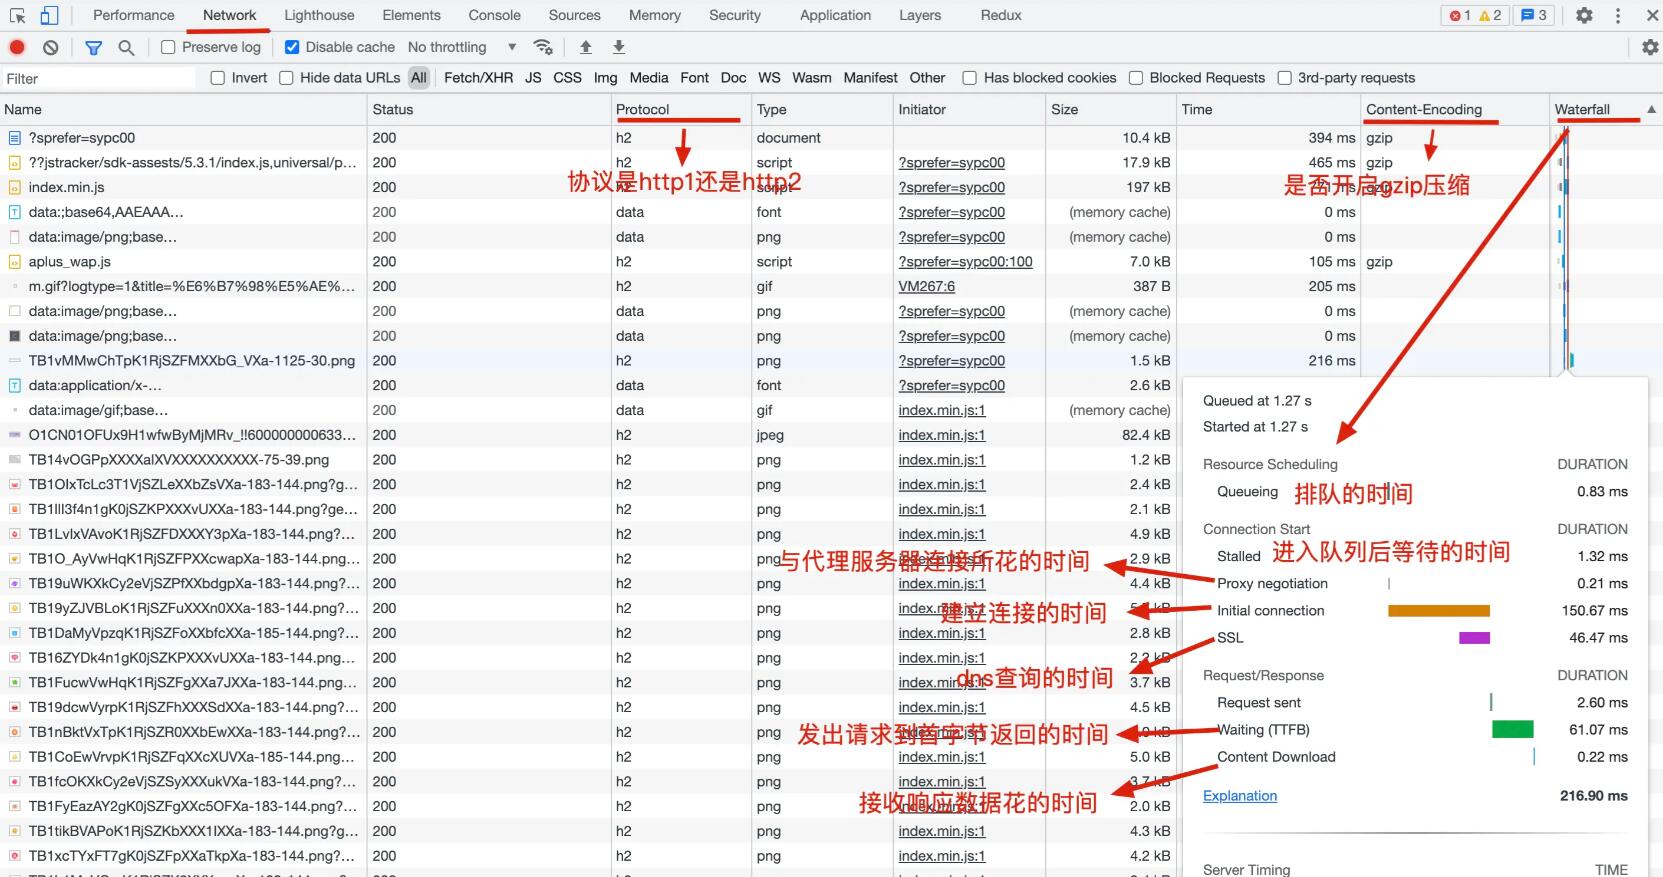 Performance Network Lighthouse Elements Console Sources Memory Security Application Layers Redux 1 2 3
Preserve log Disable cache No throttling
Filter Invert Hide data URLs All Fetch/XHR JS CSS Img Media Font Doc WS Wasm Manifest Other Has blocked cookies Blocked Requests 3rd-party requests
Name Status Protocol Type Initiator Size Time Content-Encoding Waterfall
?sprefer=sypc00 200 h2 document 10.4 kB 394 ms gzip
??jstracker/sdk-assests/5.3.1/index.js,universal/p… 200 h2 script ?sprefer=sypc00 17.9 kB 465 ms gzip
协议是http1还是http2
是否开启gzip压缩
index.min.js 200 script ?sprefer=sypc00 197 kB
data:;base64,AAEAAA… 200 data font ?sprefer=sypc00 (memory cache) 0 ms
data:image/png;base… 200 data png ?sprefer=sypc00 (memory cache) 0 ms
aplus_wap.js 200 h2 script ?sprefer=sypc00:100 7.0 kB 105 ms gzip
m.gif?logtype=1&title=%E6%B7%98%E5%AE%… 200 h2 gif VM267:6 387 B 205 ms
data:image/png;base… 200 data png ?sprefer=sypc00 (memory cache) 0 ms
data:image/png;base… 200 data png ?sprefer=sypc00 (memory cache) 0 ms
TB1vMMwChTpK1RjSZFMXXbG_VXa-1125-30.png 200 h2 png ?sprefer=sypc00 1.5 kB 216 ms
data:application/x-… 200 data font ?sprefer=sypc00 2.6 kB
data:image/gif;base… 200 data gif index.min.js:1 (memory cache)
O1CN01OFUx9H1wfwByMjMRv_!!600000000633… 200 h2 jpeg index.min.js:1 82.4 kB
TB14vOGPpXXXXalXVXXXXXXXXXX-75-39.png 200 h2 png index.min.js:1 1.2 kB
TB1OIxTcLc3T1VjSZLeXXbZsVXa-183-144.png?g… 200 h2 png index.min.js:1 2.4 kB
TB1lll3f4n1gK0jSZKPXXXvUXXa-183-144.png?ge… 200 h2 png index.min.js:1 2.1 kB
TB1LvIxVAvoK1RjSZFDXXXY3pXa-183-144.png?… 200 h2 png index.min.js:1 4.9 kB
TB1O_AyVwHqK1RjSZFPXXcwapXa-183-144.png… 200 h2 png 2.9 kB
与代理服务器连接所花的时间
TB19uWKXkCy2eVjSZPfXXbdgpXa-183-144.png?… 200 h2 png index.min.js:1 4.4 kB
TB19yZJVBLoK1RjSZFuXXXn0XXa-183-144.png?… 200 h2 png
建立连接的时间
TB1DaMyVpzqK1RjSZFoXXbfcXXa-185-144.png?… 200 h2 png index.min.js:1 2.8 kB
TB16ZYDk4n1gK0jSZKPXXXvUXXa-183-144.png… 200 h2 png index.min.js:1
TB1FucwVwHqK1RjSZFgXXa7JXXa-183-144.png?… 200 h2 png 3.7 kB
dns查询的时间
TB19dcwVyrpK1RjSZFhXXXSdXXa-183-144.png?… 200 h2 png index.min.js:1 4.5 kB
TB1nBktVxTpK1RjSZR0XXbEwXXa-183-144.png?… 200 h2 png
发出请求到首字节返回的时间
TB1CoEwVrvpK1RjSZFqXXcXUVXa-185-144.png… 200 h2 png index.min.js:1 5.0 kB
TB1fcOKXkCy2eVjSZSyXXXukVXa-183-144.png?… 200 h2 png index.min.js:1 3.7 kB
TB1FyEazAY2gK0jSZFgXXc5OFXa-183-144.png?… 200 h2 png 2.0 kB
接收响应数据花的时间
TB1tikBVAPoK1RjSZKbXXX1IXXa-183-144.png?g… 200 h2 png index.min.js:1 4.3 kB
TB1xcTYxFT7gK0jSZFpXXaTkpXa-183-144.png?… 200 h2 png index.min.js:1 4.2 kB
Queued at 1.27 s
Started at 1.27 s
Resource Scheduling DURATION
Queueing 排队的时间 0.83 ms
Connection Start DURATION
Stalled 进入队列后等待的时间 1.32 ms
Proxy negotiation 0.21 ms
Initial connection 150.67 ms
SSL 46.47 ms
Request/Response DURATION
Request sent 2.60 ms
Waiting (TTFB) 61.07 ms
Content Download 0.22 ms
Explanation 216.90 ms
Server Timing TIME